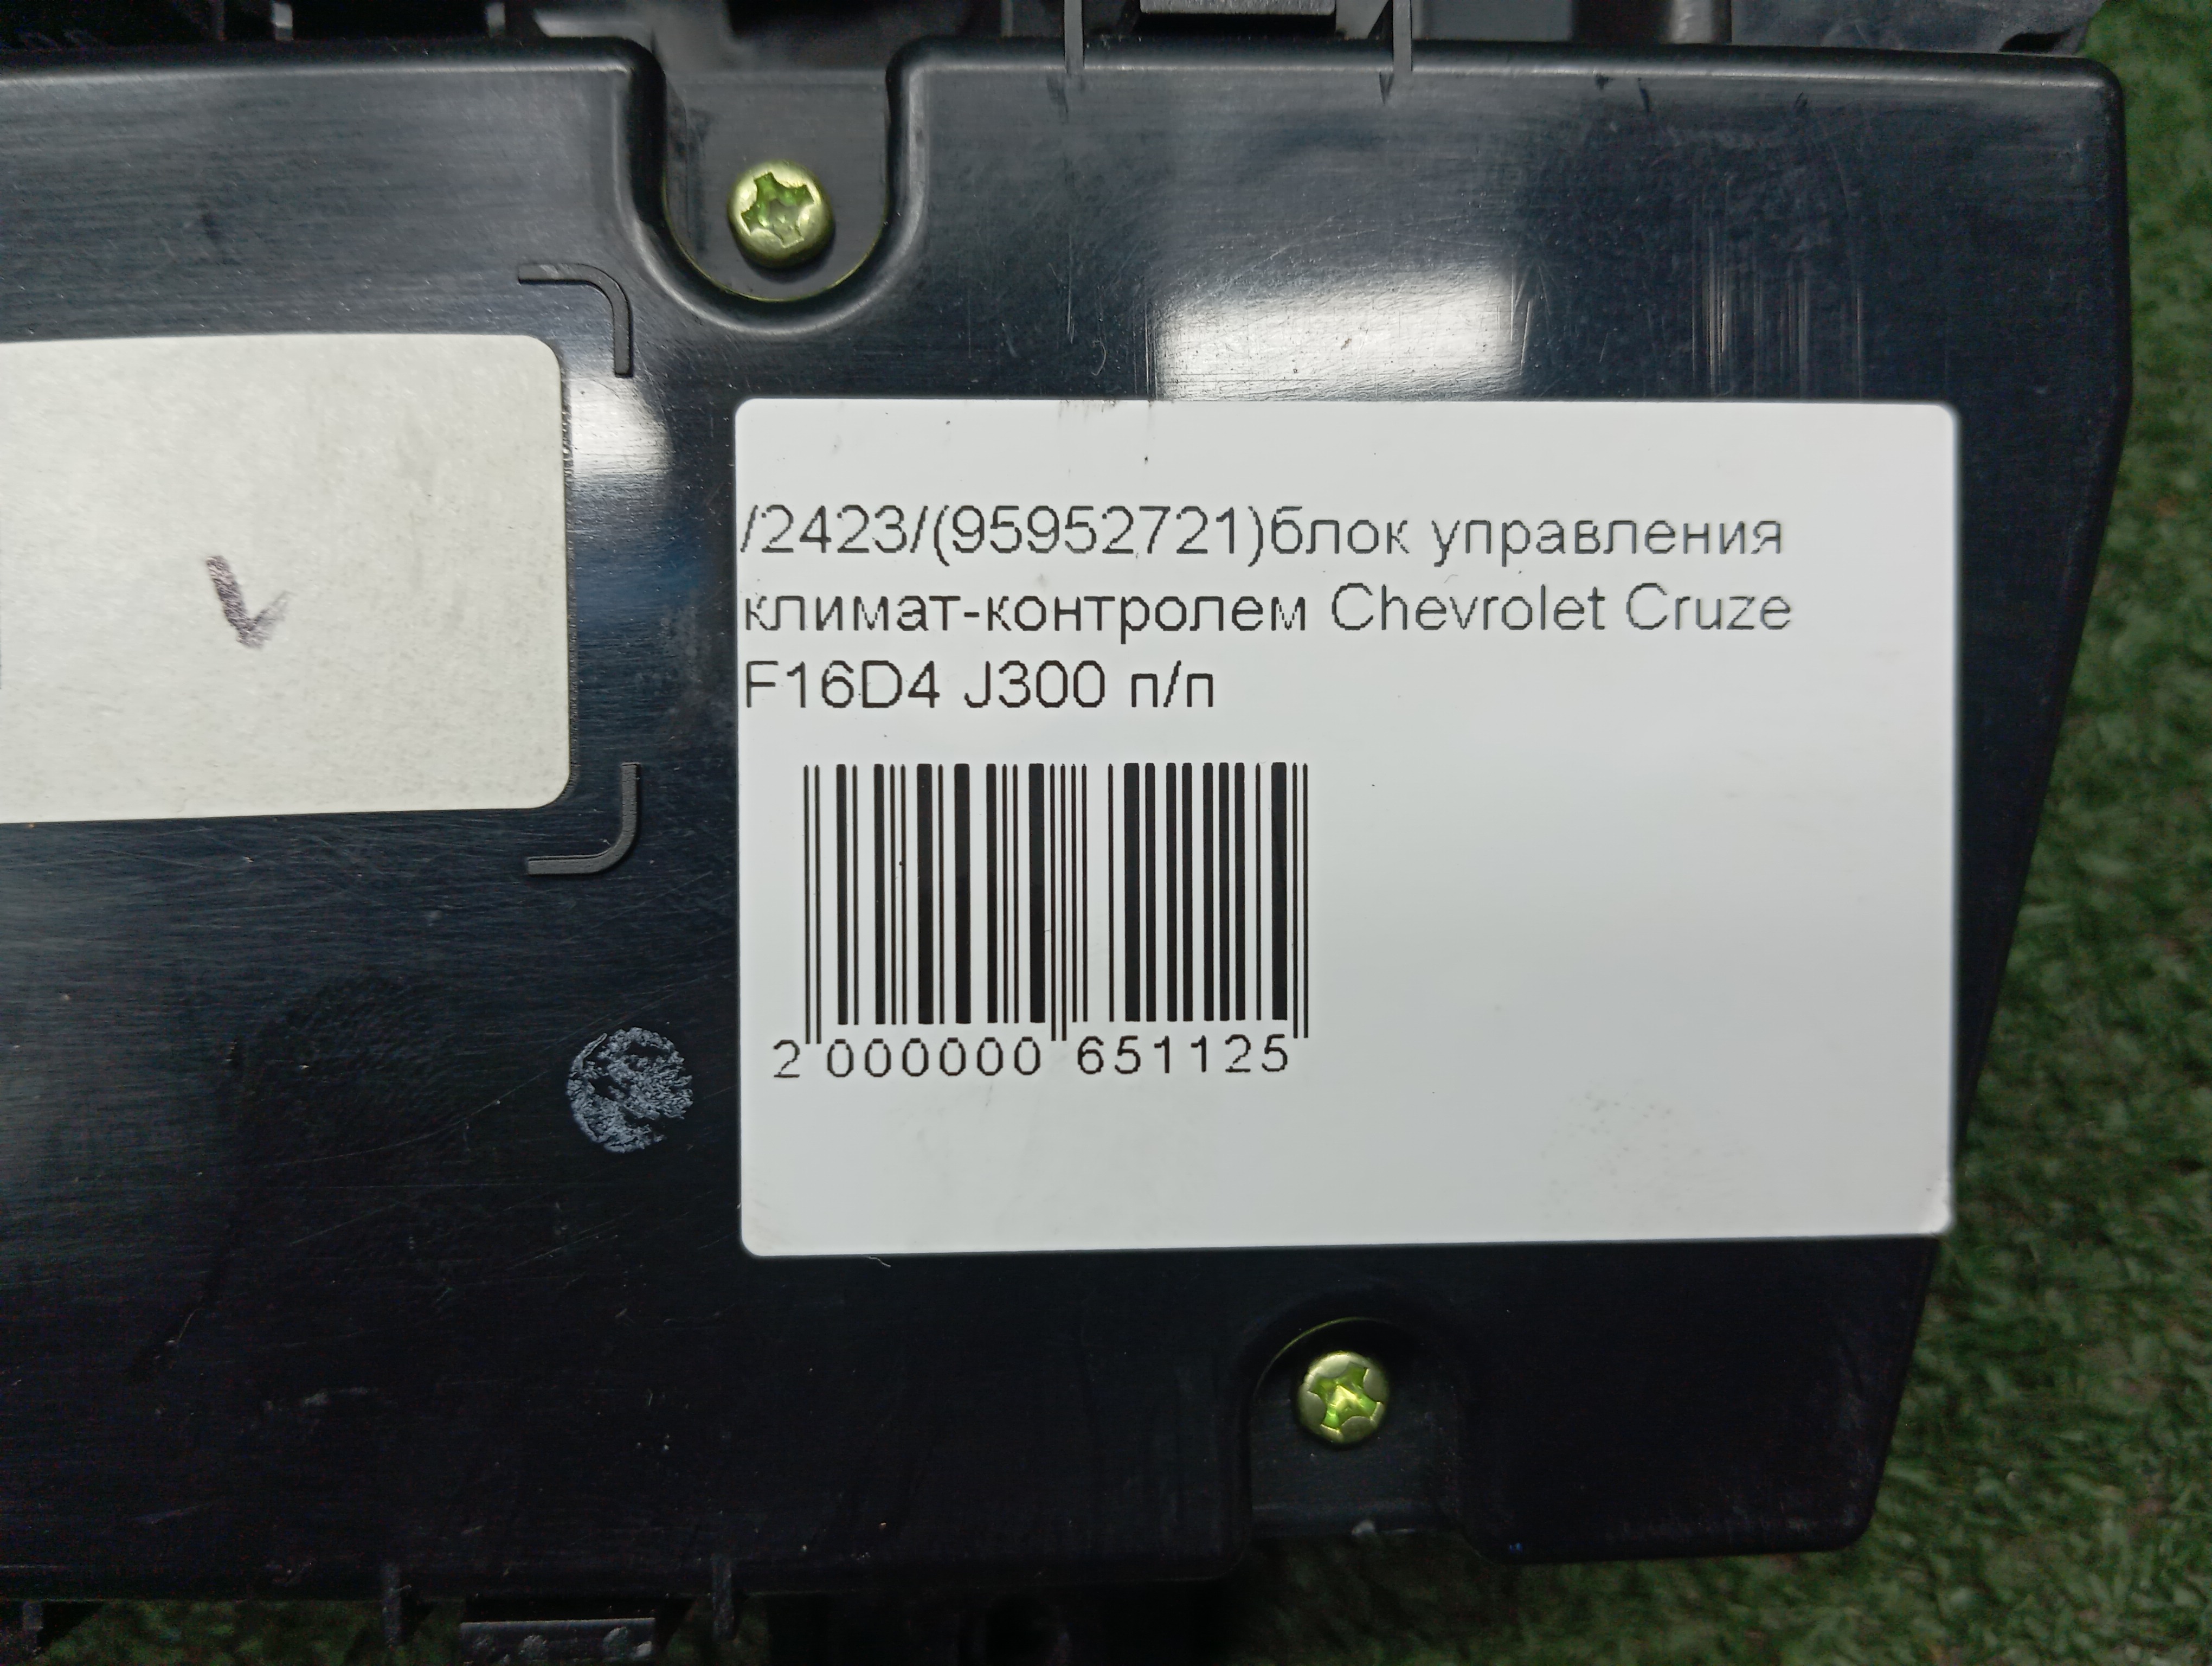 /2423/(95952721)блок управления
климат-контролем Chevrolet Cruze
F16D4 J300 п/п
2 000000 651125